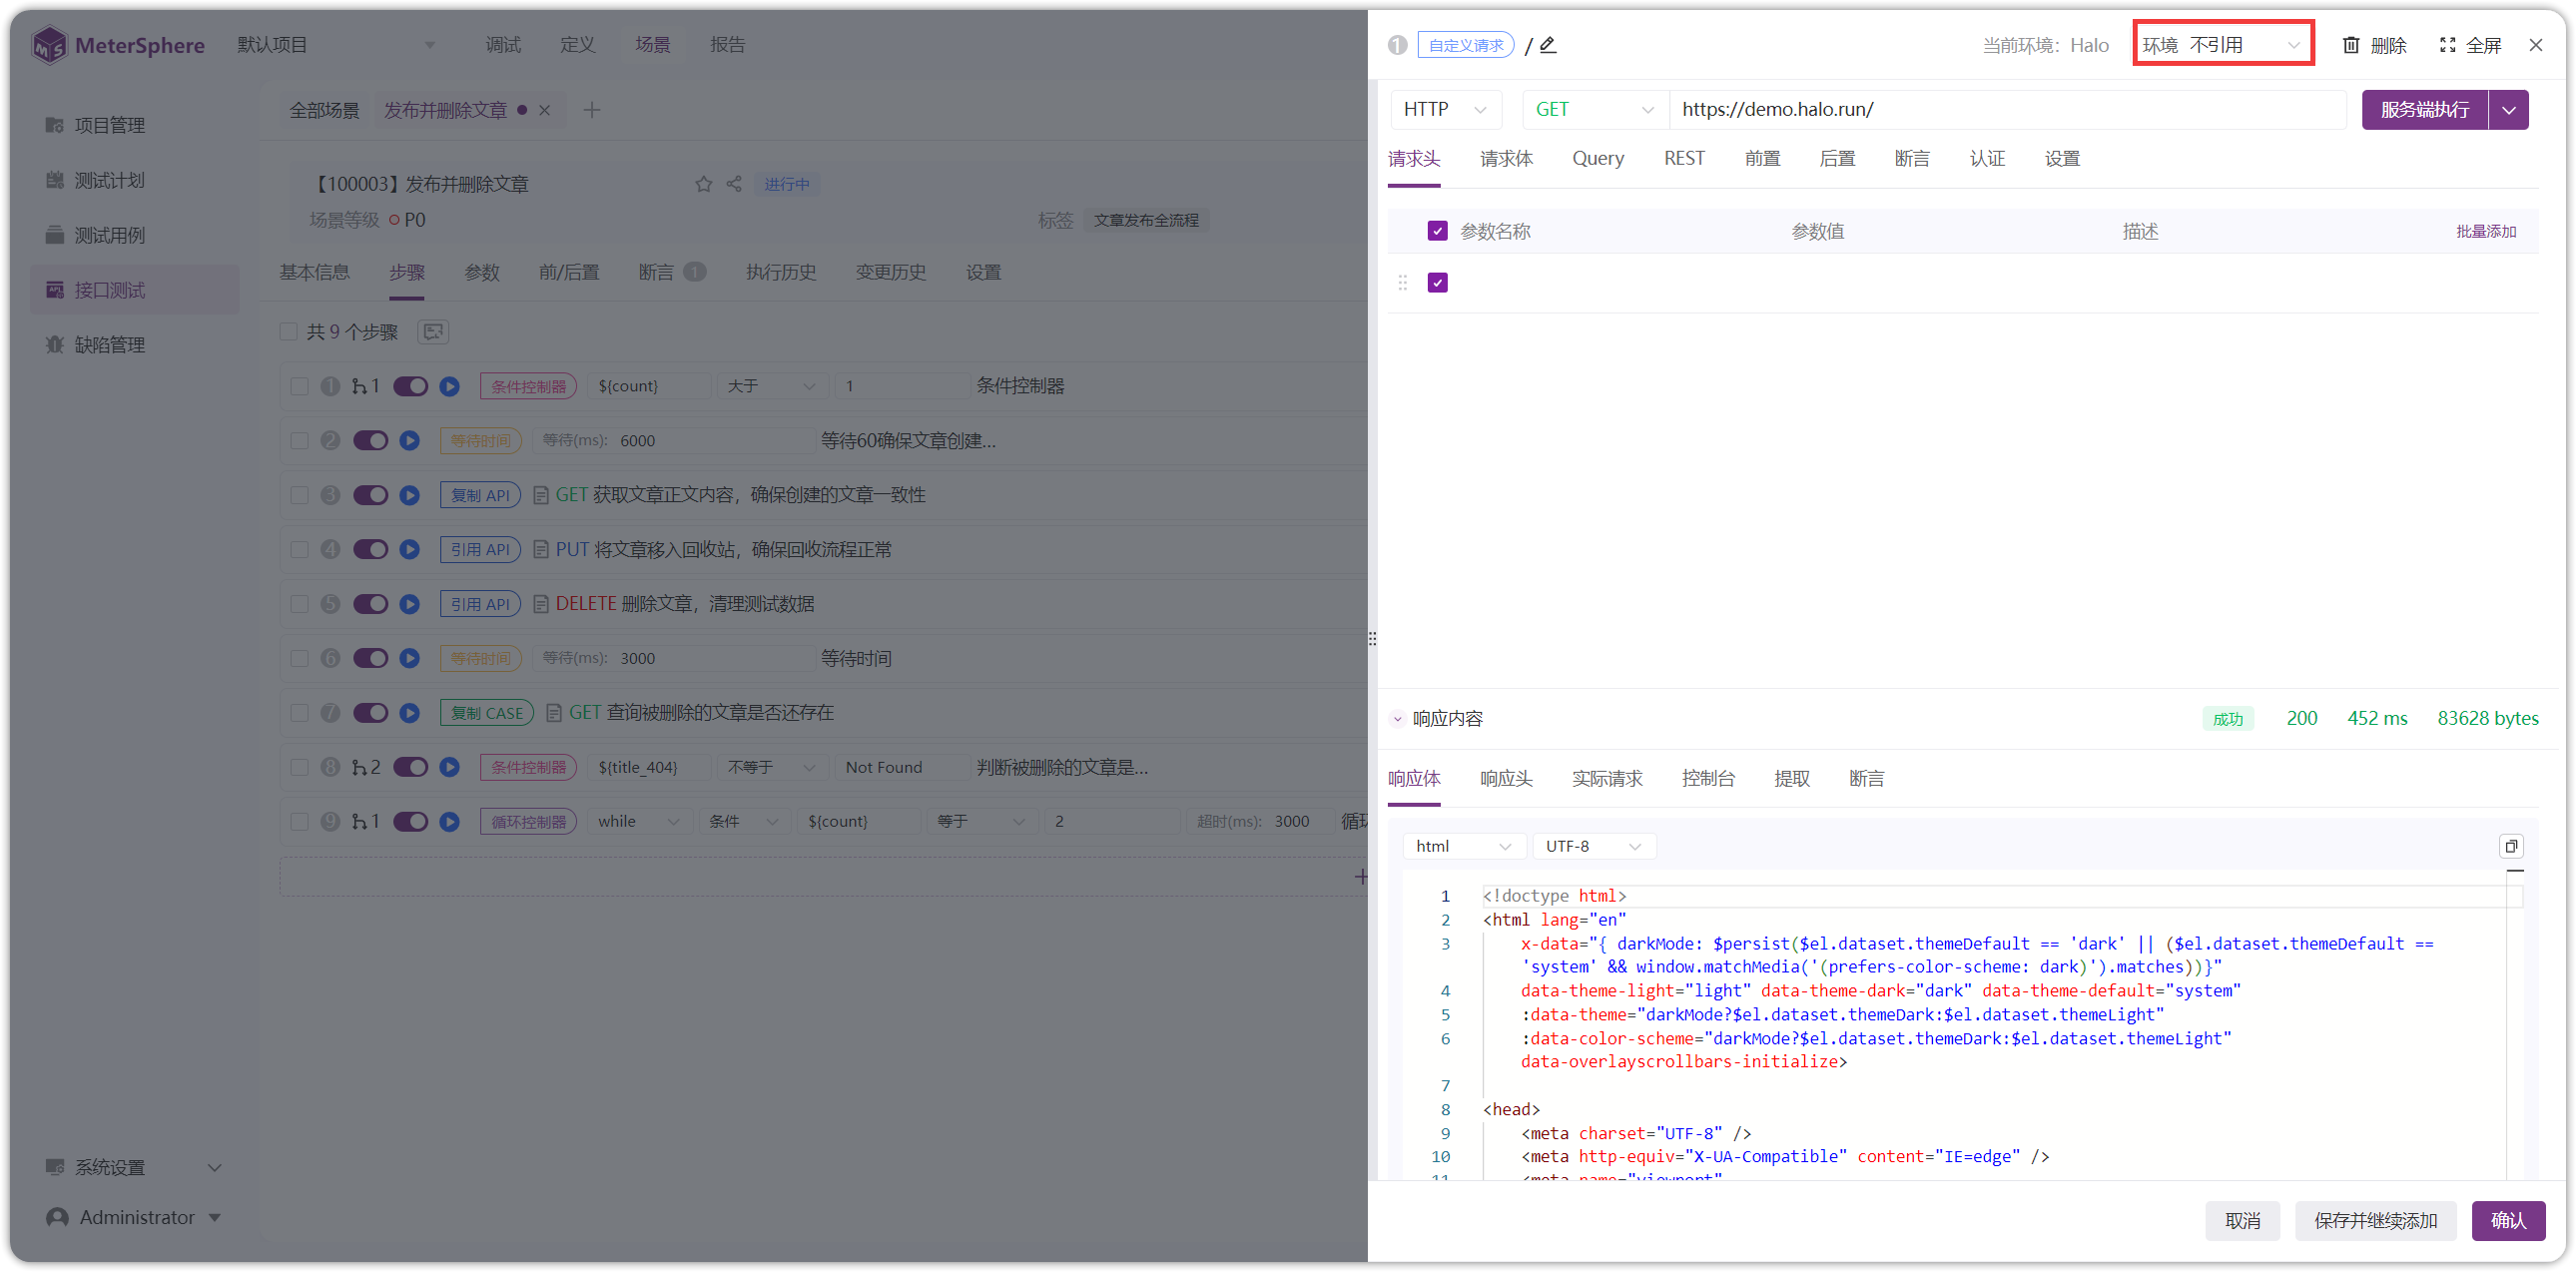 MeterSphere 默认项目 调试 定义 场景 报告
项目管理
测试计划
测试用例
接口测试
缺陷管理
系统设置
Administrator
全部场景 发布并删除文章
【100003】发布并删除文章 进行中
场景等级 P0 标签 文章发布全流程
基本信息 步骤 参数 前/后置 断言 1 执行历史 变更历史 设置
共 9 个步骤
1 1 条件控制器 ${count} 大于 1 条件控制器
2 等待时间 等待(ms): 6000 等待60确保文章创建...
3 复制 API GET 获取文章正文内容，确保创建的文章一致性
4 引用 API PUT 将文章移入回收站，确保回收流程正常
5 引用 API DELETE 删除文章，清理测试数据
6 等待时间 等待(ms): 3000 等待时间
7 复制 CASE GET 查询被删除的文章是否还存在
8 2 条件控制器 ${title_404} 不等于 Not Found 判断被删除的文章是...
9 1 循环控制器 while 条件 ${count} 等于 2 超时(ms): 3000
1 自定义请求 / 当前环境: Halo 环境 不引用 删除 全屏
HTTP GET https://demo.halo.run/ 服务端执行
请求头 请求体 Query REST 前置 后置 断言 认证 设置
参数名称 参数值 描述 批量添加
响应内容 成功 200 452 ms 83628 bytes
响应体 响应头 实际请求 控制台 提取 断言
html UTF-8
1 <!doctype html>
2 <html lang="en"
3 x-data="{ darkMode: $persist($el.dataset.themeDefault == 'dark' || ($el.dataset.themeDefault ==
'system' && window.matchMedia('(prefers-color-scheme: dark)').matches))}"
4 data-theme-light="light" data-theme-dark="dark" data-theme-default="system"
5 :data-theme="darkMode?$el.dataset.themeDark:$el.dataset.themeLight"
6 :data-color-scheme="darkMode?$el.dataset.themeDark:$el.dataset.themeLight"
data-overlayscrollbars-initialize>
7
8 <head>
9 <meta charset="UTF-8" />
10 <meta http-equiv="X-UA-Compatible" content="IE=edge" />
11 <meta name="viewport"
取消 保存并继续添加 确认